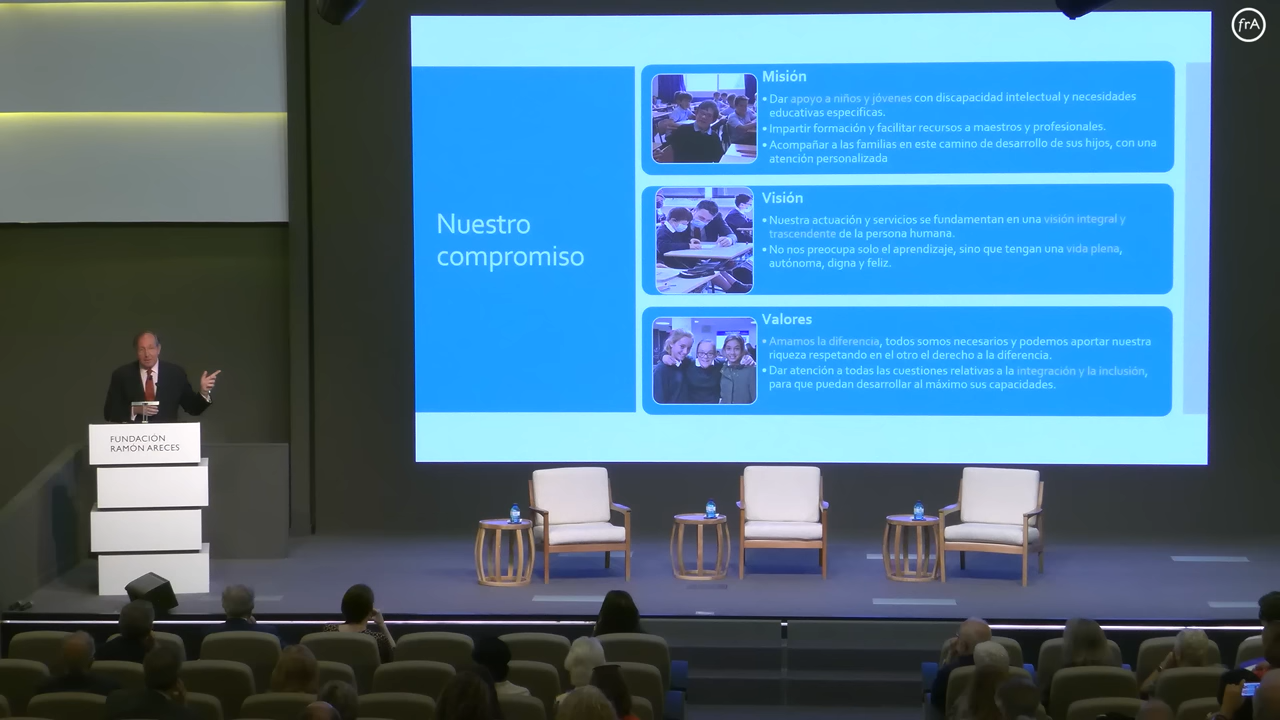 frA
Misión
• Dar apoyo a niños y jóvenes con discapacidad intelectual y necesidades
educativas especificas.
• Impartir formación y facilitar recursos a maestros y profesionales.
• Acompañar a las familias en este camino de desarrollo de sus hijos, con una
atención personalizada
Nuestro
compromiso
Visión
• Nuestra actuación y servicios se fundamentan en una visión integral y
trascendente de la persona humana.
• No nos preocupa solo el aprendizaje, sino que tengan una vida plena,
autónoma, digna y feliz.
Valores
• Amamos la diferencia, todos somos necesarios y podemos aportar nuestra
riqueza respetando en el otro el derecho a la diferencia.
• Dar atención a todas las cuestiones relativas a la integración y la inclusión,
para que puedan desarrollar al máximo sus capacidades.
FUNDACIÓN
RAMÓN ARECES